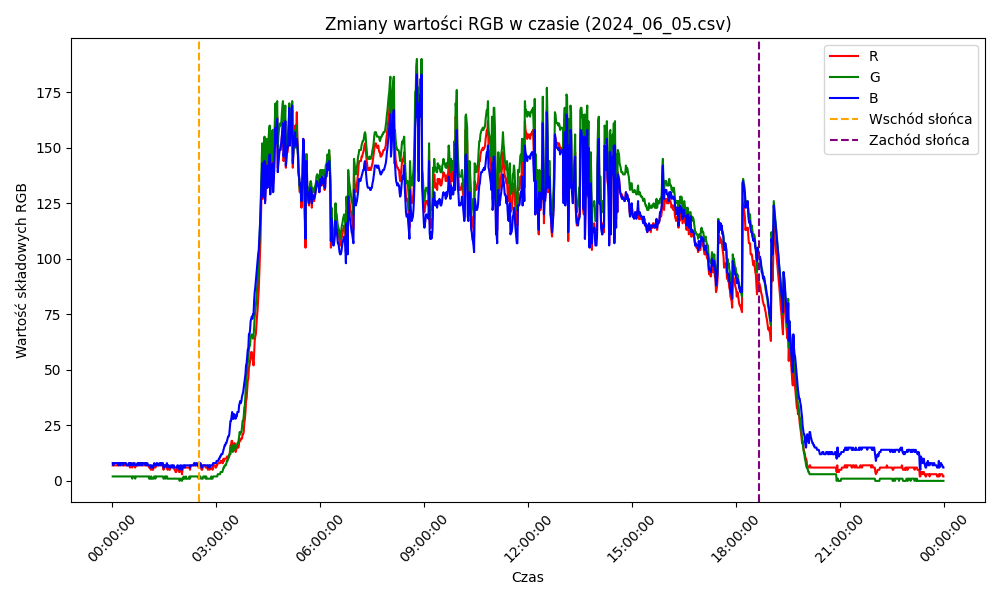 Zmiany wartości RGB w czasie (2024_06_05.csv)
R
G
B
Wschód słońca
Zachód słońca
Wartość składowych RGB
175
150
125
100
75
50
25
0
00:00:00
03:00:00
06:00:00
09:00:00
12:00:00
15:00:00
18:00:00
21:00:00
00:00:00
Czas